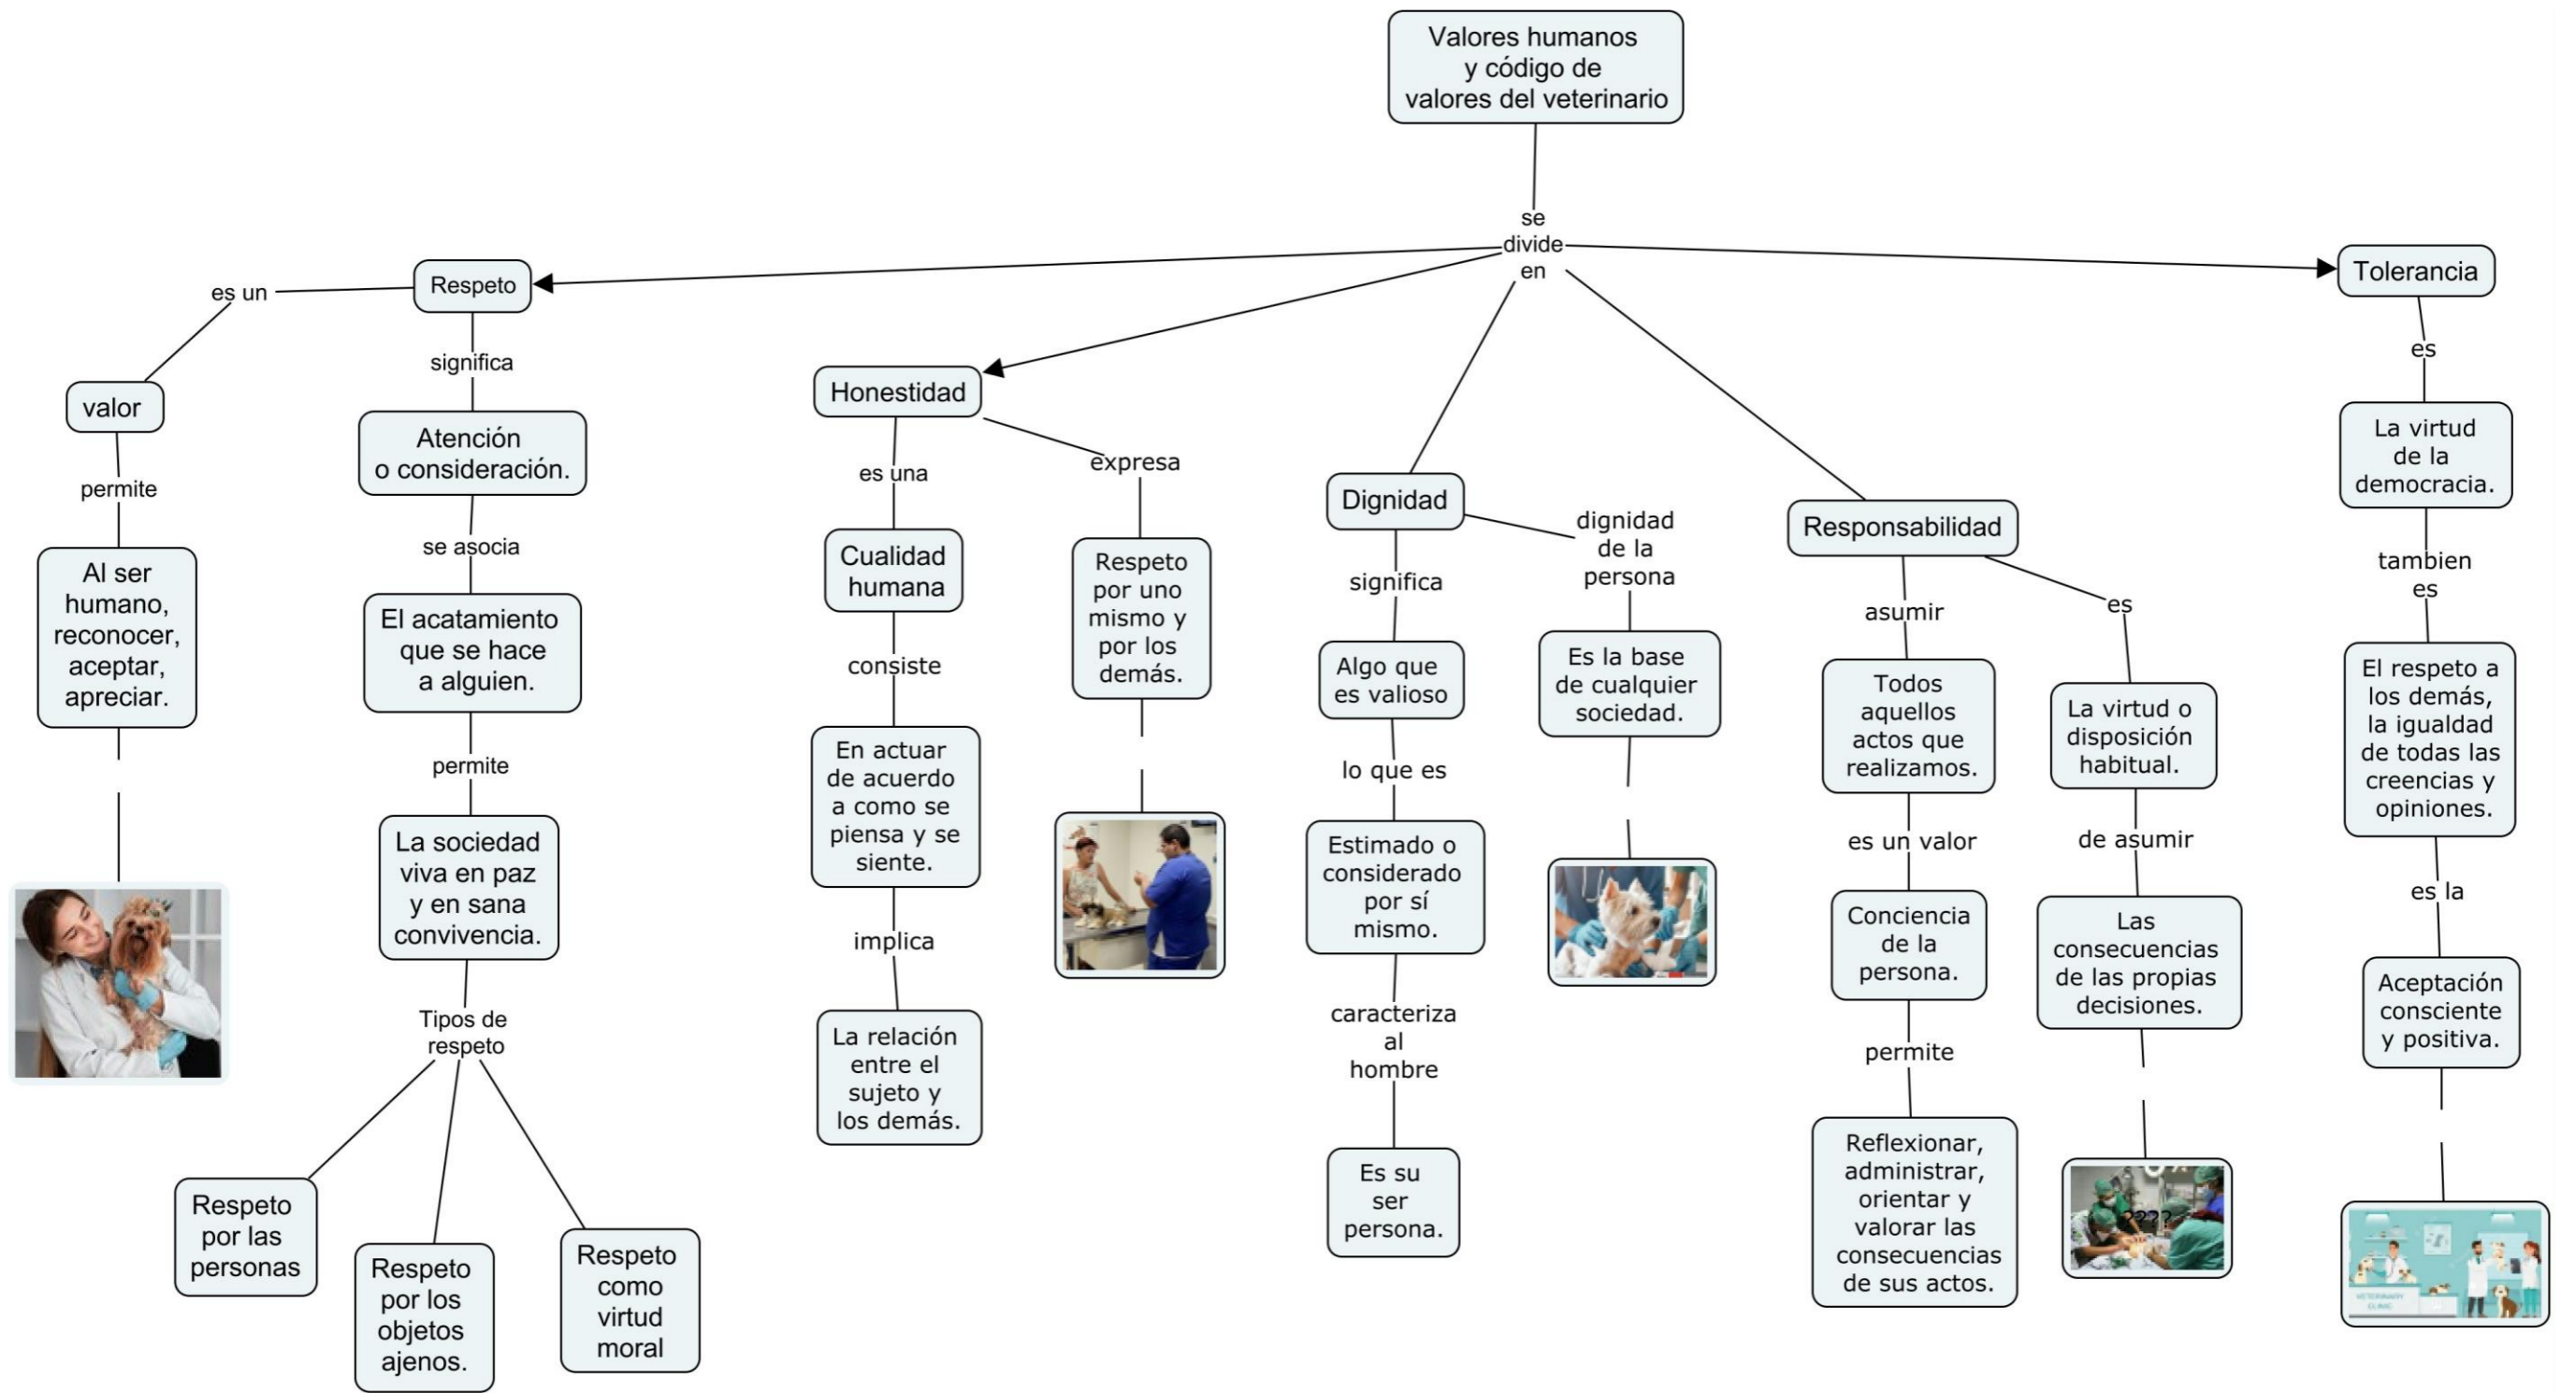 Valores humanos
y código de
valores del veterinario
se
divide
en
Respeto
es un
valor
permite
Al ser
humano,
reconocer,
aceptar,
apreciar.
significa
Atención
o consideración.
se asocia
El acatamiento
que se hace
a alguien.
permite
La sociedad
viva en paz
y en sana
convivencia.
Tipos de
respeto
Respeto
por las
personas
Respeto
por los
objetos
ajenos.
Respeto
como
virtud
moral
Honestidad
es una
Cualidad
humana
consiste
En actuar
de acuerdo
a como se
piensa y se
siente.
implica
La relación
entre el
sujeto y
los demás.
expresa
Respeto
por uno
mismo y
por los
demás.
Dignidad
significa
Algo que
es valioso
lo que es
Estimado o
considerado
por sí
mismo.
caracteriza
al
hombre
Es su
ser
persona.
dignidad
de la
persona
Es la base
de cualquier
sociedad.
Responsabilidad
asumir
Todos
aquellos
actos que
realizamos.
es un valor
Conciencia
de la
persona.
permite
Reflexionar,
administrar,
orientar y
valorar las
consecuencias
de sus actos.
es
La virtud o
disposición
habitual.
de asumir
Las
consecuencias
de las propias
decisiones.
????
Tolerancia
es
La virtud
de la
democracia.
tambien
es
El respeto a
los demás,
la igualdad
de todas las
creencias y
opiniones.
es la
Aceptación
consciente
y positiva.
VETERINARY
CLINIC